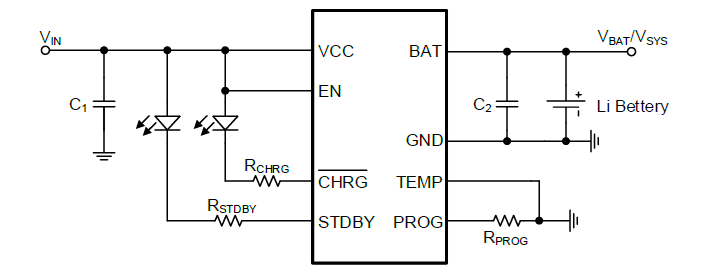 VIN
VBAT/VSYS
VCC
BAT
EN
C1
C2
Li Bettery
GND
RCHRG
CHRG
TEMP
RSTDBY
STDBY
PROG
RPROG